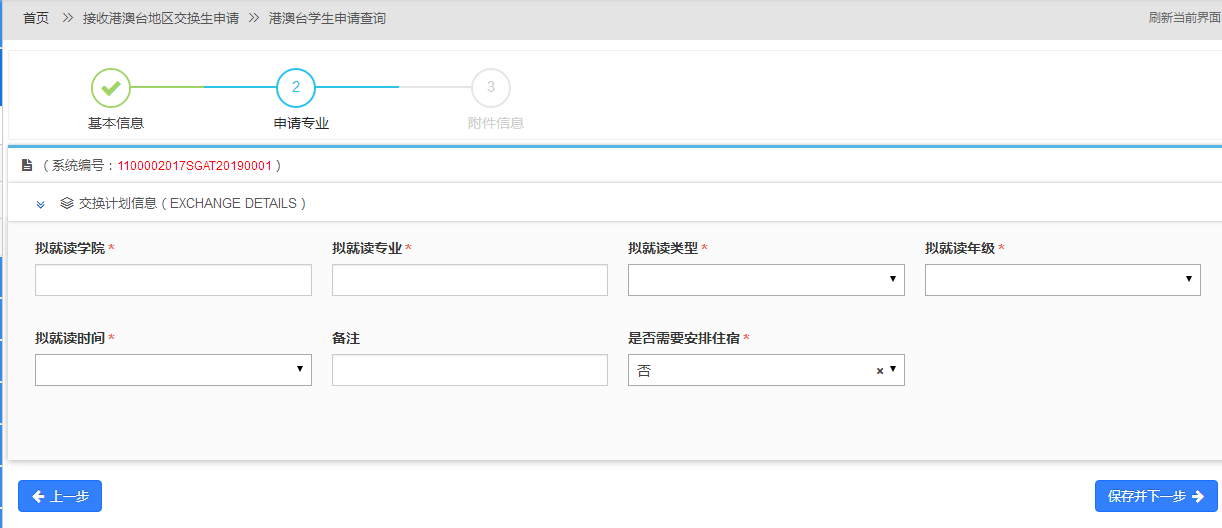 首页 接收港澳台地区交换生申请 港澳台学生申请查询 刷新当前界面
2 3
基本信息 申请专业 附件信息
（系统编号：1100002017SGAT20190001）
交换计划信息（EXCHANGE DETAILS）
拟就读学院 * 拟就读专业 * 拟就读类型 * 拟就读年级 *
拟就读时间 * 备注 是否需要安排住宿 *
否 ×
上一步 保存并下一步